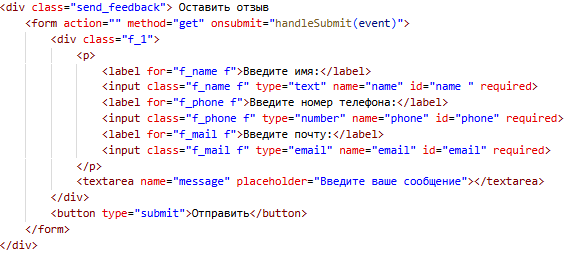 <div class="send_feedback"> Оставить отзыв
<form action="" method="get" onsubmit="handleSubmit(event)">
<div class="f_1">
<p>
<label for="f_name f">Введите имя:</label>
<input class="f_name f" type="text" name="name" id="name " required>
<label for="f_phone f">Введите номер телефона:</label>
<input class="f_phone f" type="number" name="phone" id="phone" required>
<label for="f_mail f">Введите почту:</label>
<input class="f_mail f" type="email" name="email" id="email" required>
</p>
<textarea name="message" placeholder="Введите ваше сообщение"></textarea>
</div>
<button type="submit">Отправить</button>
</form>
</div>